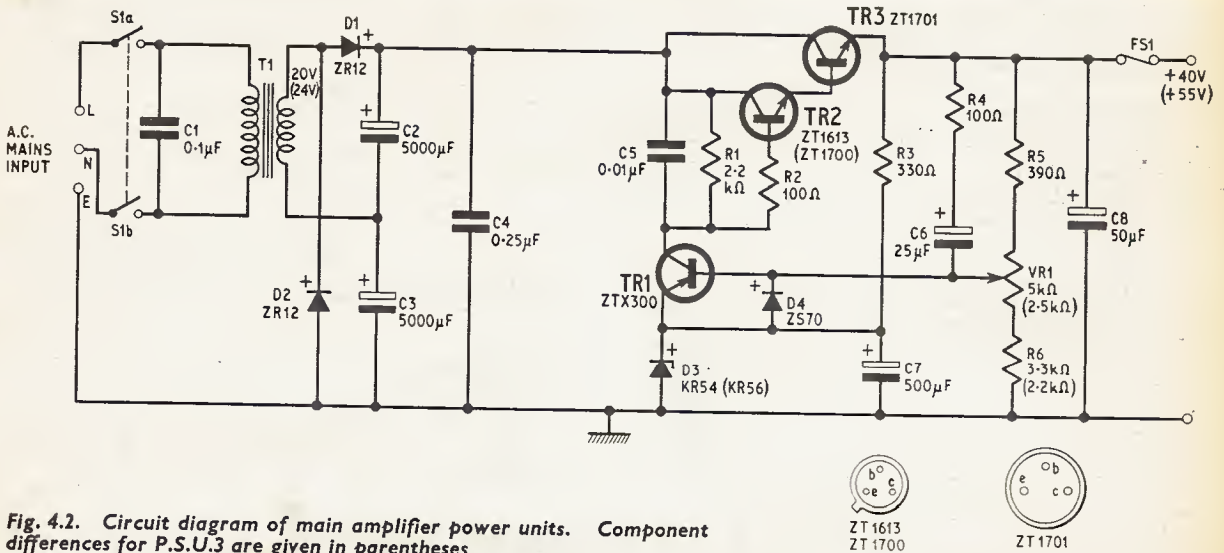 S1a
L
A.C.
MAINS
INPUT
N
E
S1b
C1
0·1µF
T1
20V
(24V)
D1
ZR12
C2
5000µF
D2
ZR12
C3
5000µF
C4
0·25µF
C5
0·01µF
R1
2·2
kΩ
R2
100Ω
TR3 ZT1701
TR2
ZT1613
(ZT1700)
TR1
ZTX300
D3
KR54 (KR56)
D4
ZS70
R3
330Ω
R4
100Ω
C6
25µF
C7
500µF
R5
390Ω
VR1
5kΩ
(2·5kΩ)
R6
3·3kΩ
(2·2kΩ)
C8
50µF
FS1
+40V
(+55V)
b
e
c
ZT1613
ZT1700
b
e
c
ZT1701
Fig. 4.2. Circuit diagram of main amplifier power units. Component
differences for P.S.U.3 are given in parentheses